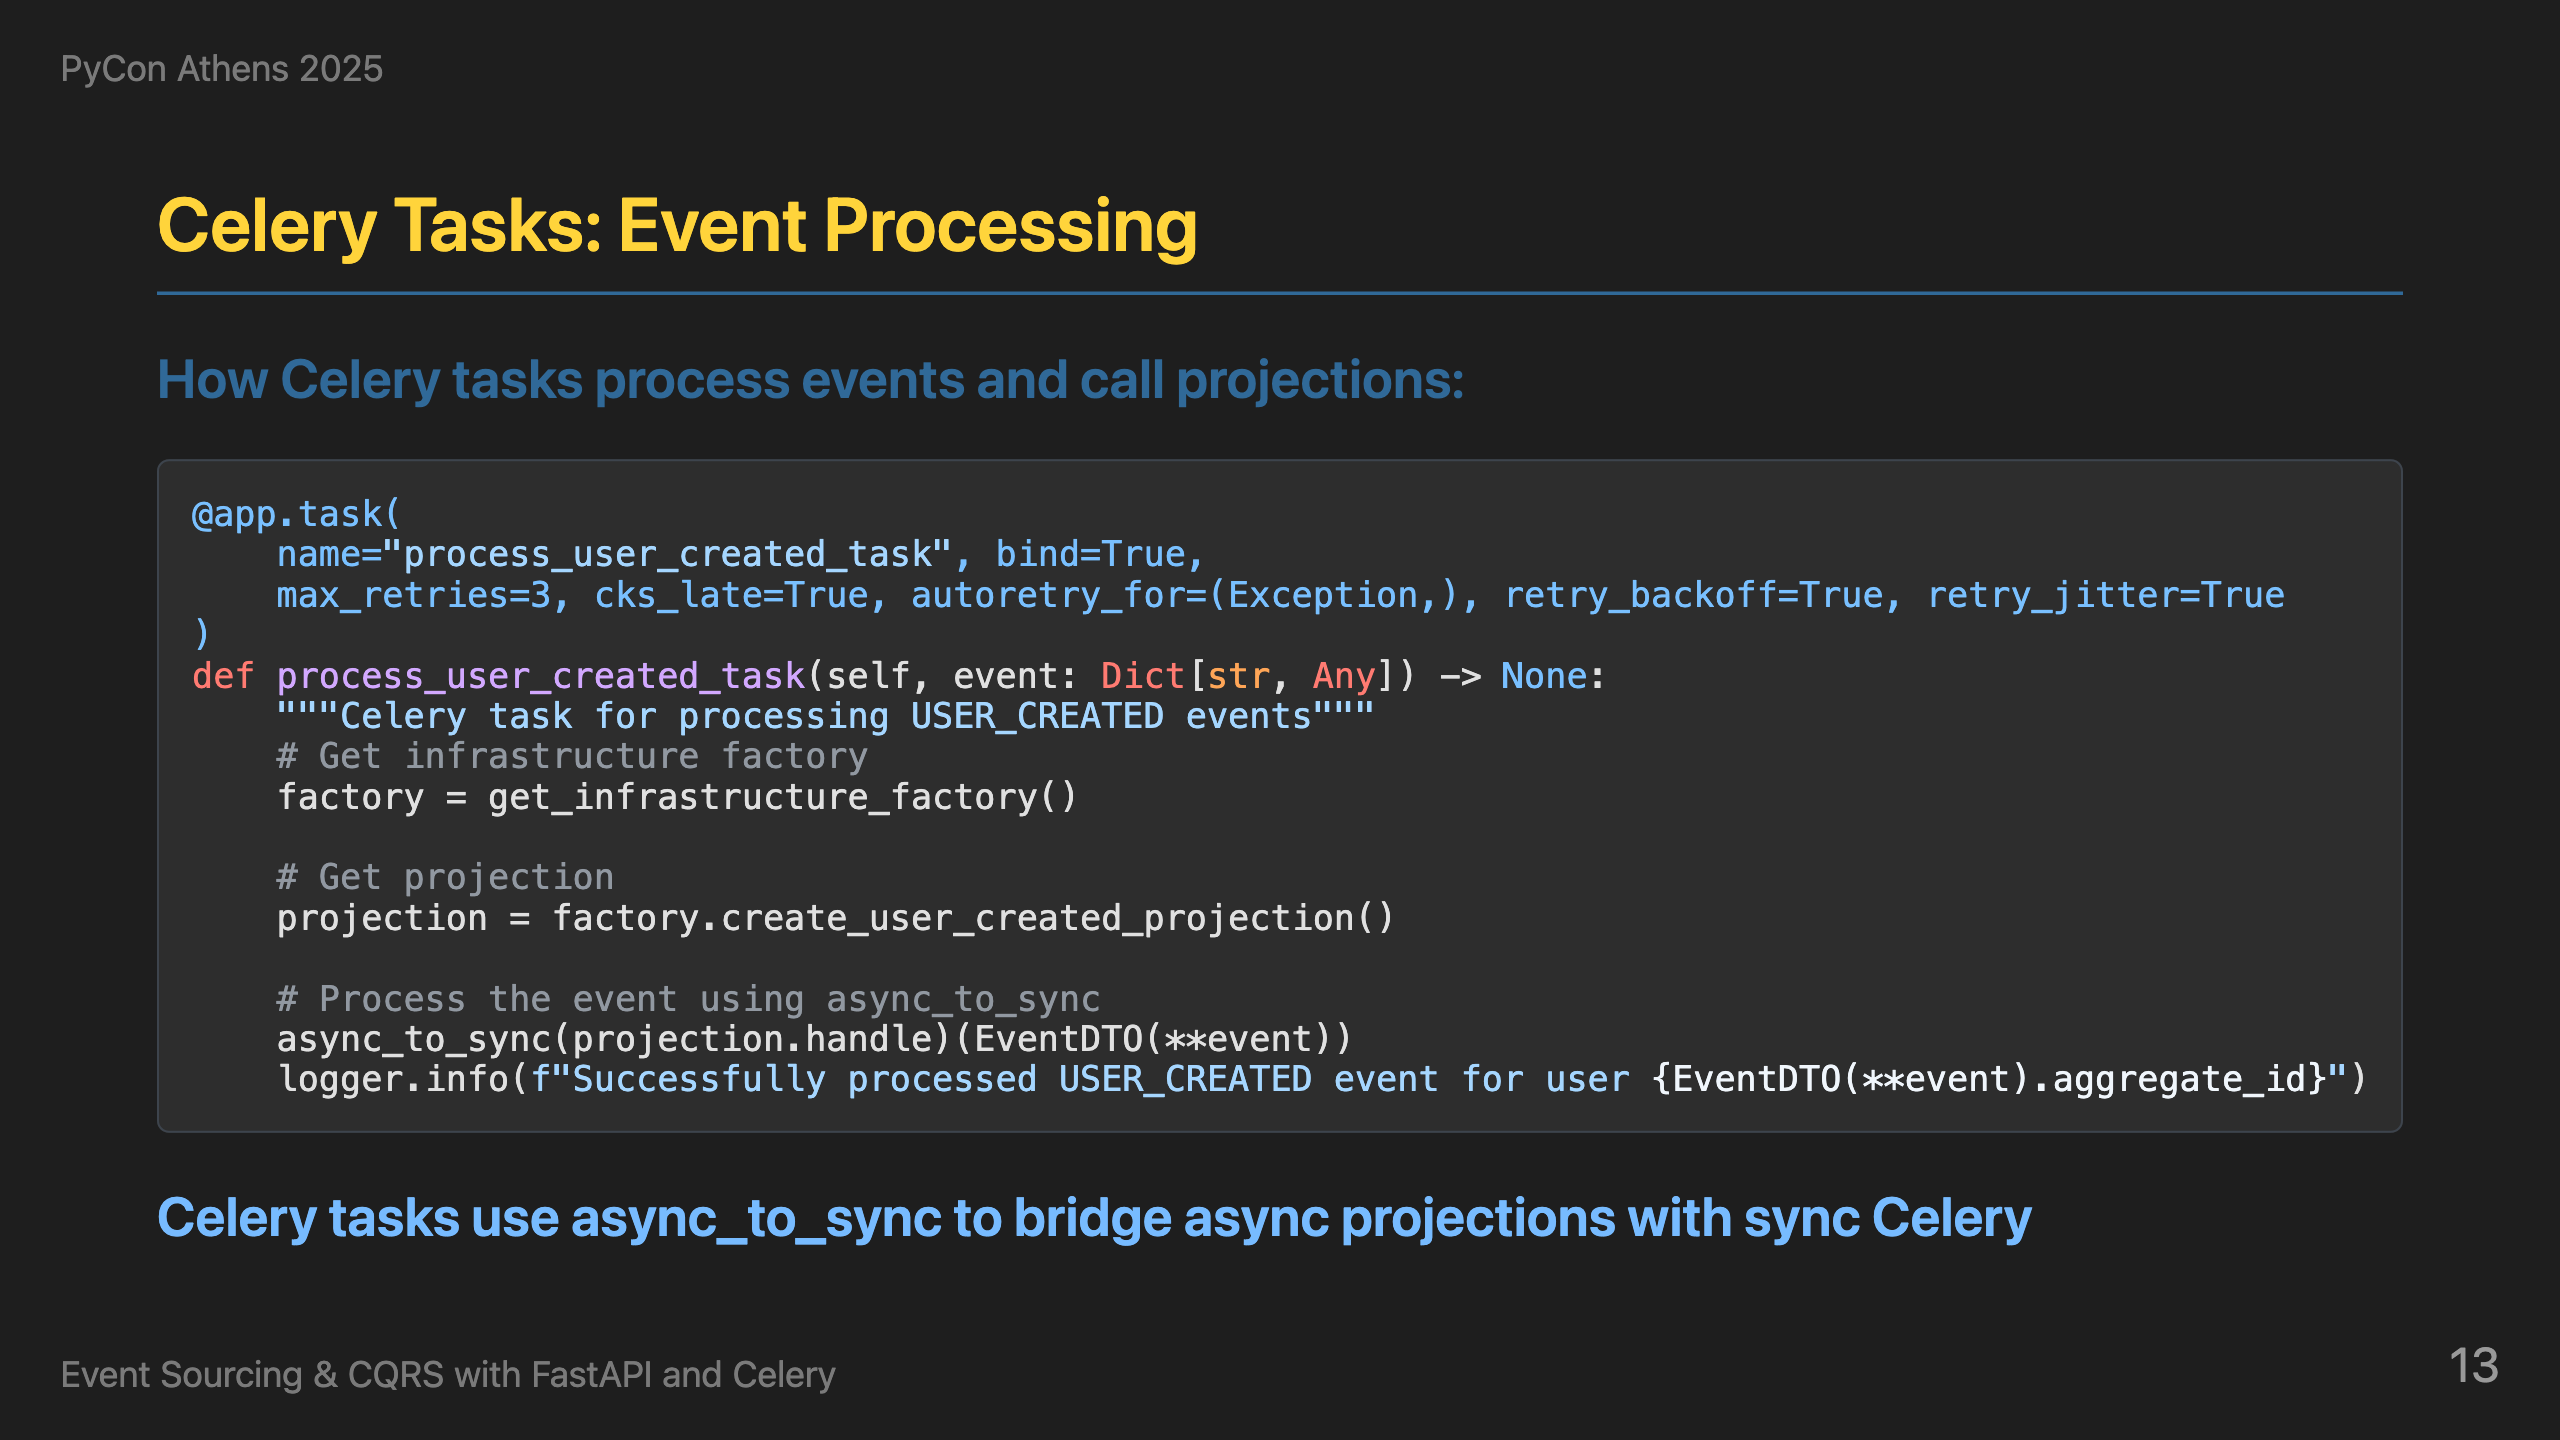 PyCon Athens 2025
Celery Tasks: Event Processing
How Celery tasks process events and call projections:
@app.task(
    name="process_user_created_task", bind=True,
    max_retries=3, cks_late=True, autoretry_for=(Exception,), retry_backoff=True, retry_jitter=True
)
def process_user_created_task(self, event: Dict[str, Any]) -> None:
    """Celery task for processing USER_CREATED events"""
    # Get infrastructure factory
    factory = get_infrastructure_factory()
    # Get projection
    projection = factory.create_user_created_projection()
    # Process the event using async_to_sync
    async_to_sync(projection.handle)(EventDTO(**event))
    logger.info(f"Successfully processed USER_CREATED event for user {EventDTO(**event).aggregate_id}")
Celery tasks use async_to_sync to bridge async projections with sync Celery
Event Sourcing & CQRS with FastAPI and Celery
13